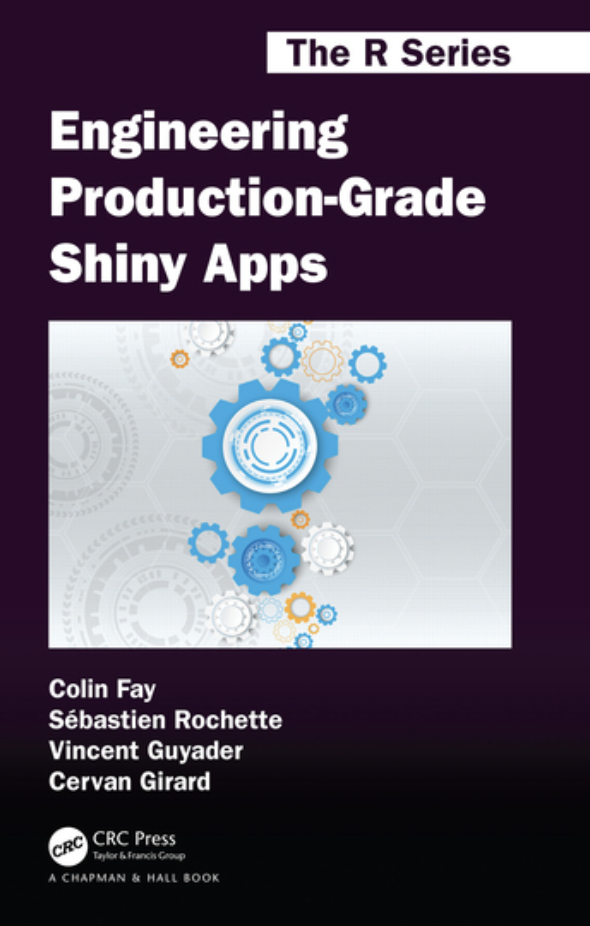 The R Series
Engineering
Production-Grade
Shiny Apps
Colin Fay
Sébastien Rochette
Vincent Guyader
Cervan Girard
CRC
CRC Press
Taylor & Francis Group
A CHAPMAN & HALL BOOK